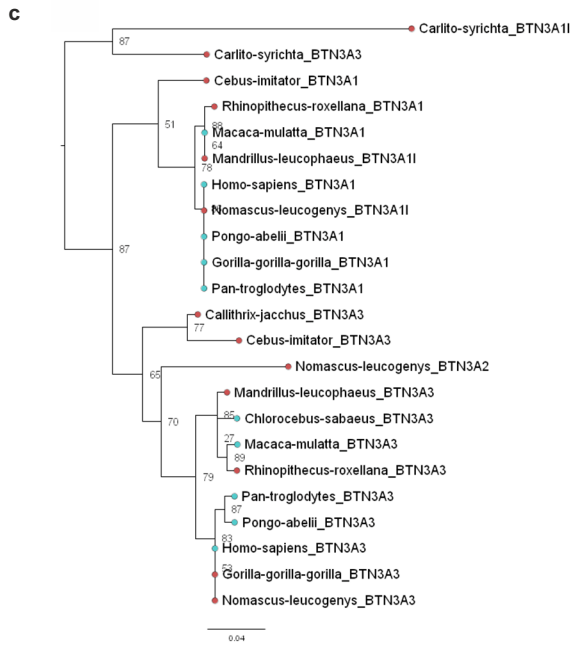 c
Carlito-syrichta_BTN3A1l
87
Carlito-syrichta_BTN3A3
Cebus-imitator_BTN3A1
Rhinopithecus-roxellana_BTN3A1
51
88
Macaca-mulatta_BTN3A1
64
Mandrillus-leucophaeus_BTN3A1l
78
Homo-sapiens_BTN3A1
Nomascus-leucogenys_BTN3A1l
Pongo-abelii_BTN3A1
87
Gorilla-gorilla-gorilla_BTN3A1
Pan-troglodytes_BTN3A1
Callithrix-jacchus_BTN3A3
77
Cebus-imitator_BTN3A3
Nomascus-leucogenys_BTN3A2
65
Mandrillus-leucophaeus_BTN3A3
85
Chlorocebus-sabaeus_BTN3A3
70
27
Macaca-mulatta_BTN3A3
89
Rhinopithecus-roxellana_BTN3A3
79
Pan-troglodytes_BTN3A3
87
Pongo-abelii_BTN3A3
83
Homo-sapiens_BTN3A3
53
Gorilla-gorilla-gorilla_BTN3A3
Nomascus-leucogenys_BTN3A3
0.04